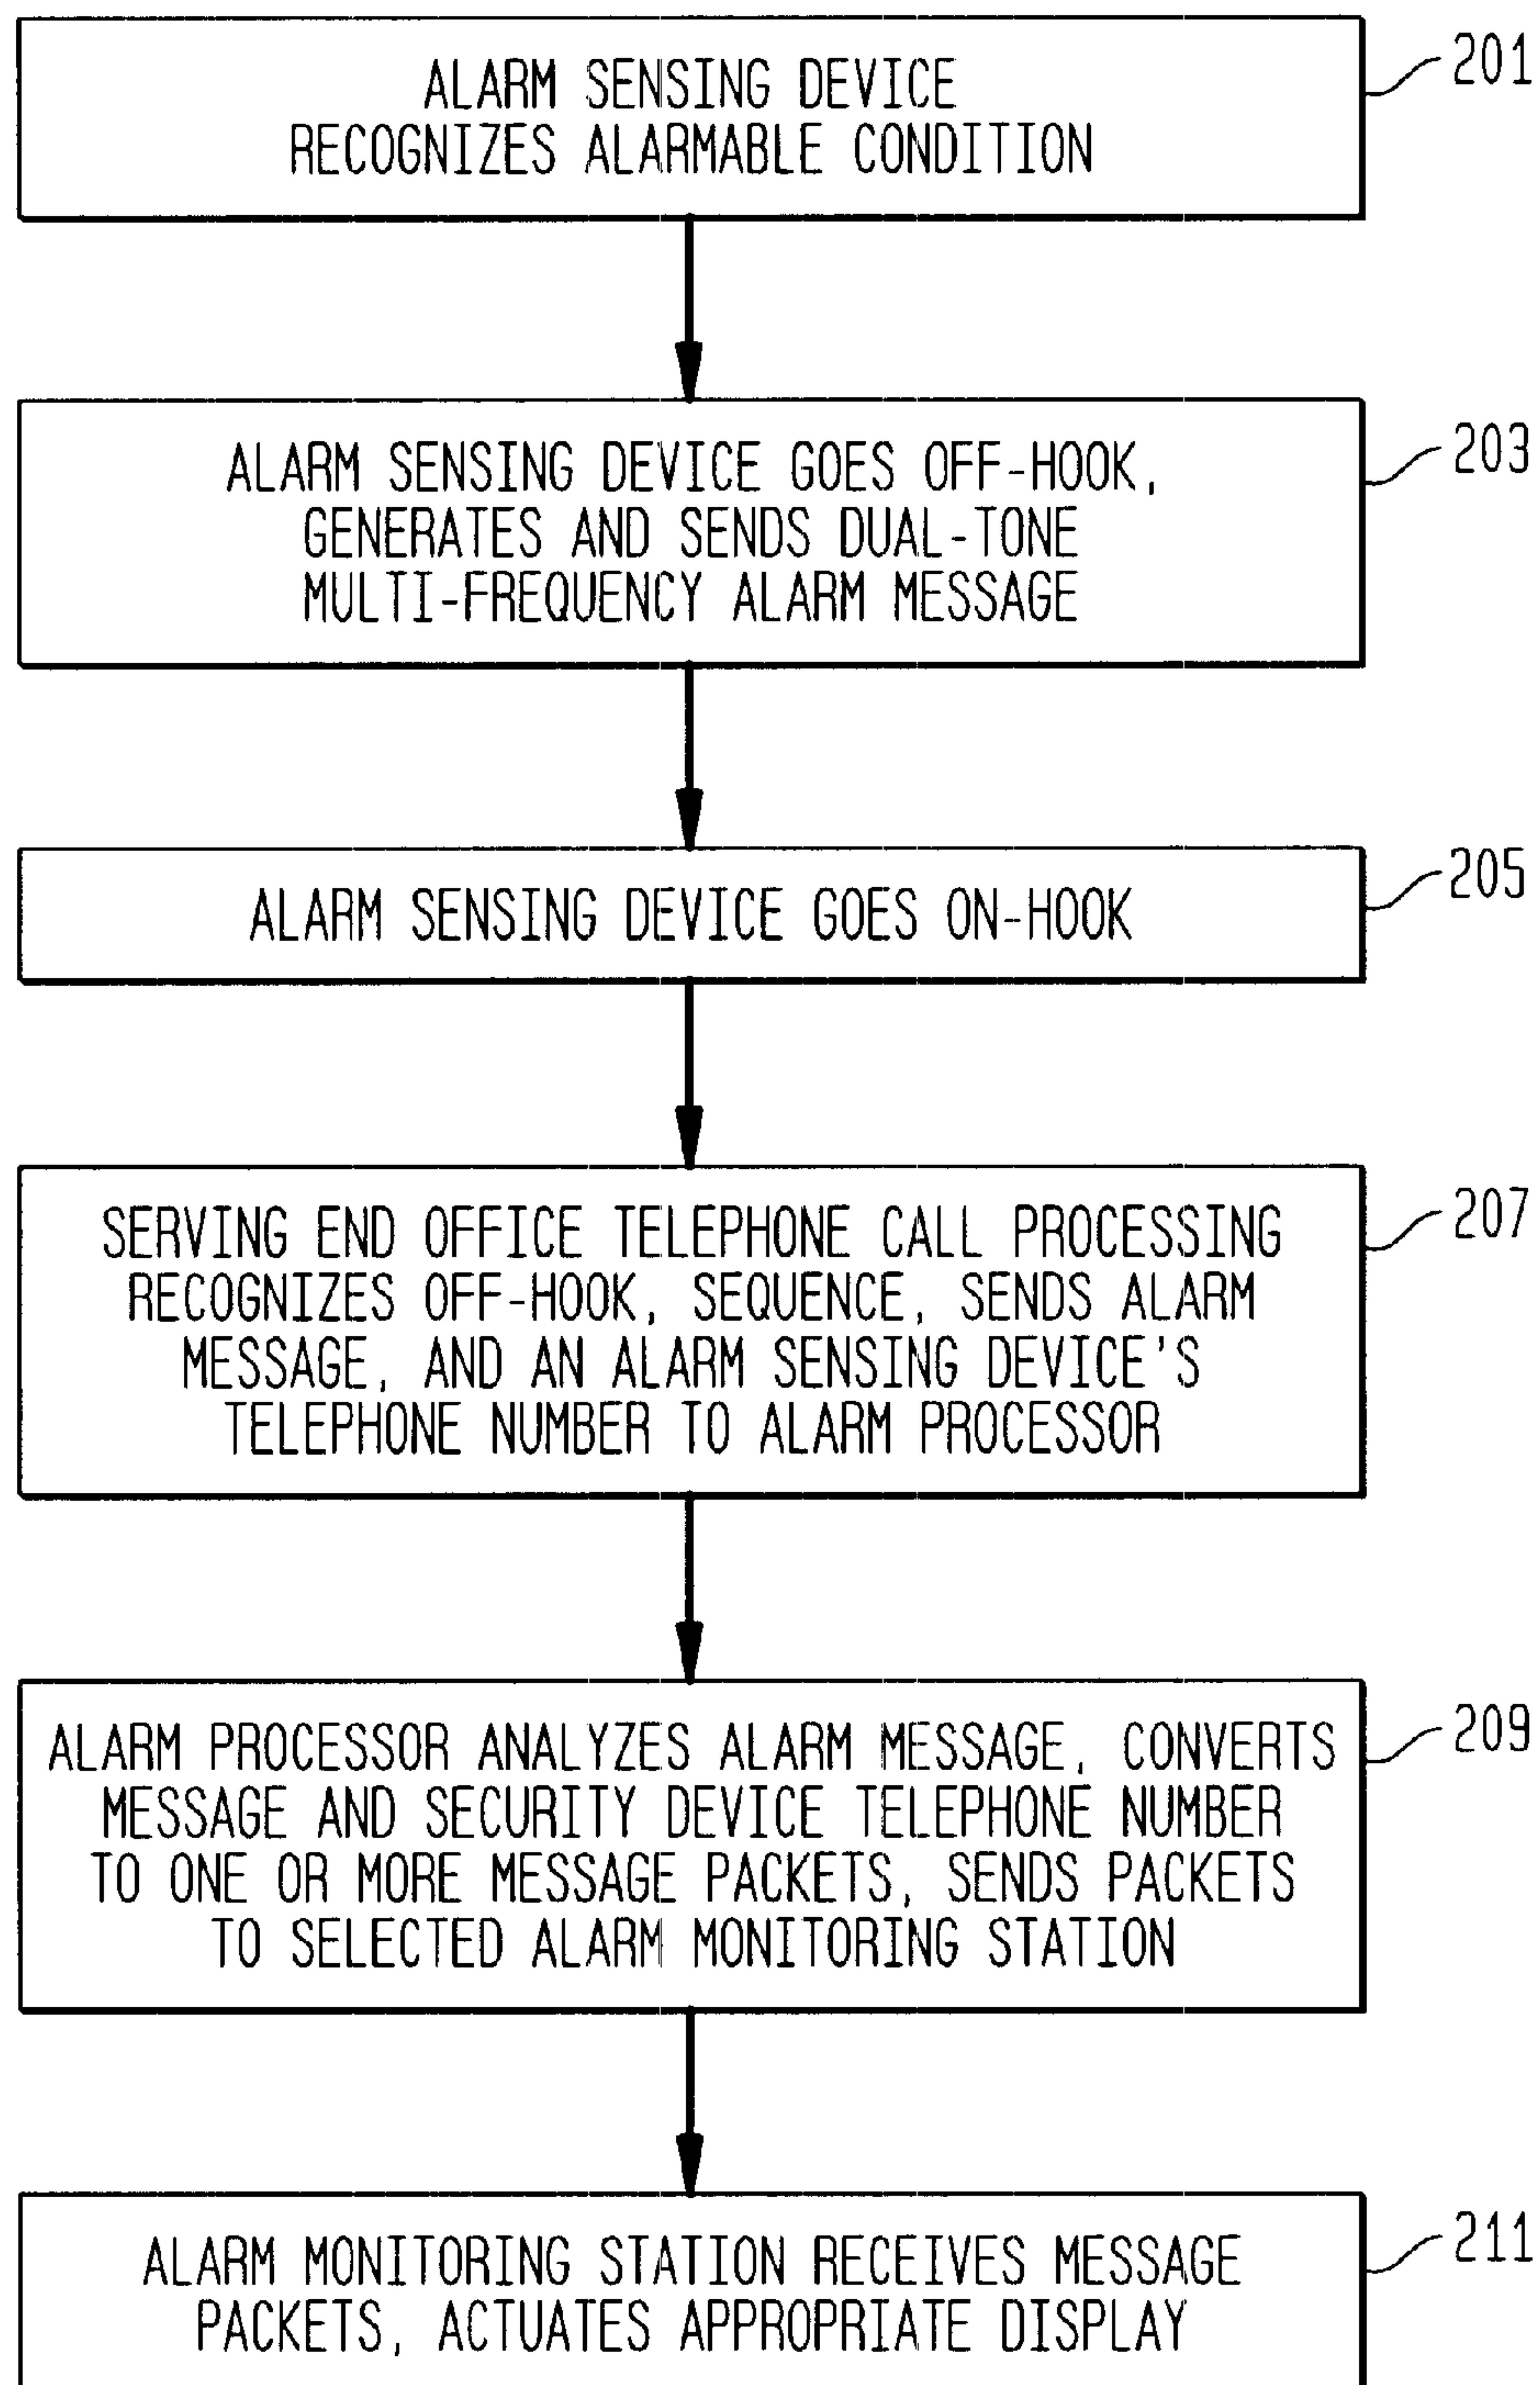 ALARM SENSING DEVICE
RECOGNIZES ALARMABLE CONDITION
201
ALARM SENSING DEVICE GOES OFF-HOOK,
GENERATES AND SENDS DUAL-TONE
MULTI-FREQUENCY ALARM MESSAGE
203
ALARM SENSING DEVICE GOES ON-HOOK
205
SERVING END OFFICE TELEPHONE CALL PROCESSING
RECOGNIZES OFF-HOOK, SEQUENCE, SENDS ALARM
MESSAGE, AND AN ALARM SENSING DEVICE'S
TELEPHONE NUMBER TO ALARM PROCESSOR
207
ALARM PROCESSOR ANALYZES ALARM MESSAGE, CONVERTS
MESSAGE AND SECURITY DEVICE TELEPHONE NUMBER
TO ONE OR MORE MESSAGE PACKETS, SENDS PACKETS
TO SELECTED ALARM MONITORING STATION
209
ALARM MONITORING STATION RECEIVES MESSAGE
PACKETS, ACTUATES APPROPRIATE DISPLAY
211